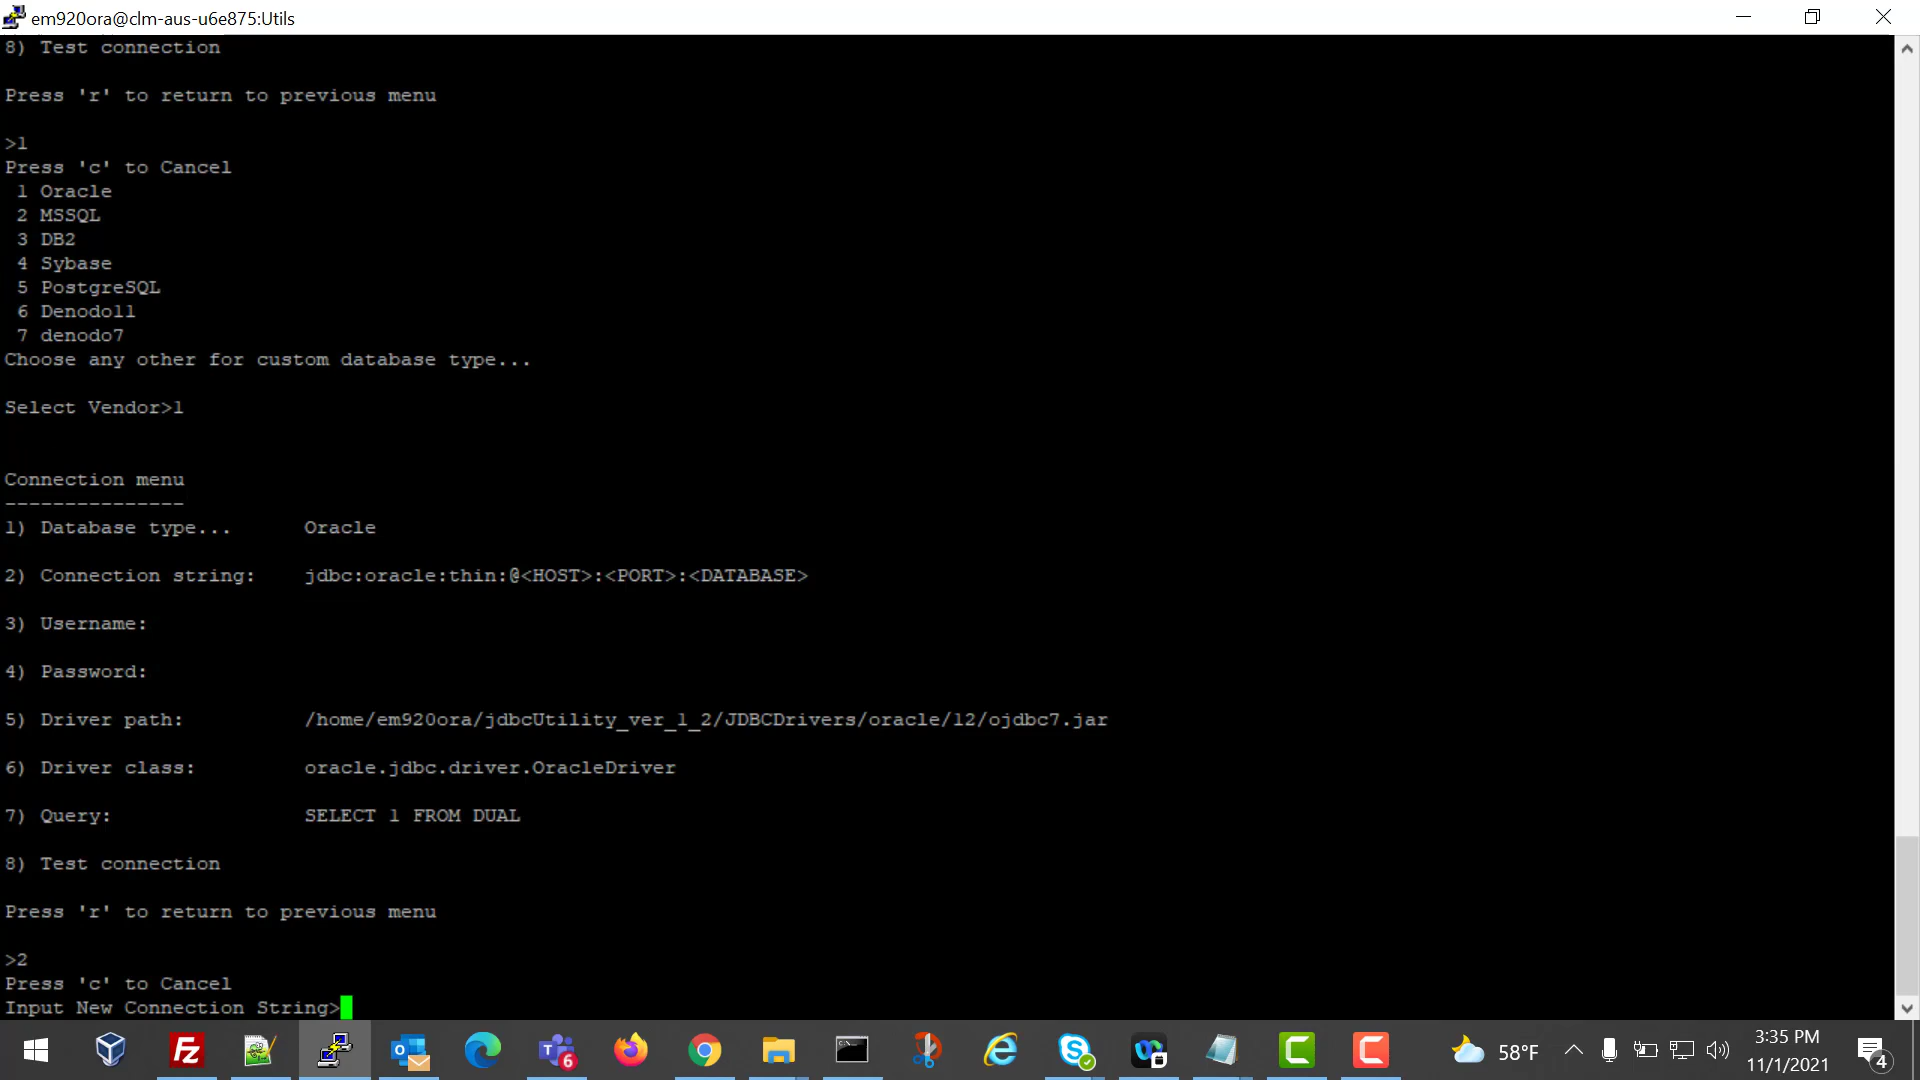 em920ora@clm-aus-u6e875:Utils
8) Test connection
Press 'r' to return to previous menu
>1
Press 'c' to Cancel
1 Oracle
2 MSSQL
3 DB2
4 Sybase
5 PostgreSQL
6 Denodo11
7 denodo7
Choose any other for custom database type...
Select Vendor>1
Connection menu
---------------
1) Database type... Oracle
2) Connection string: jdbc:oracle:thin:@<HOST>:<PORT>:<DATABASE>
3) Username:
4) Password:
5) Driver path: /home/em920ora/jdbcUtility_ver_1_2/JDBCDrivers/oracle/12/ojdbc7.jar
6) Driver class: oracle.jdbc.driver.OracleDriver
7) Query: SELECT 1 FROM DUAL
8) Test connection
Press 'r' to return to previous menu
>2
Press 'c' to Cancel
Input New Connection String>
58°F
3:35 PM
11/1/2021
6
4